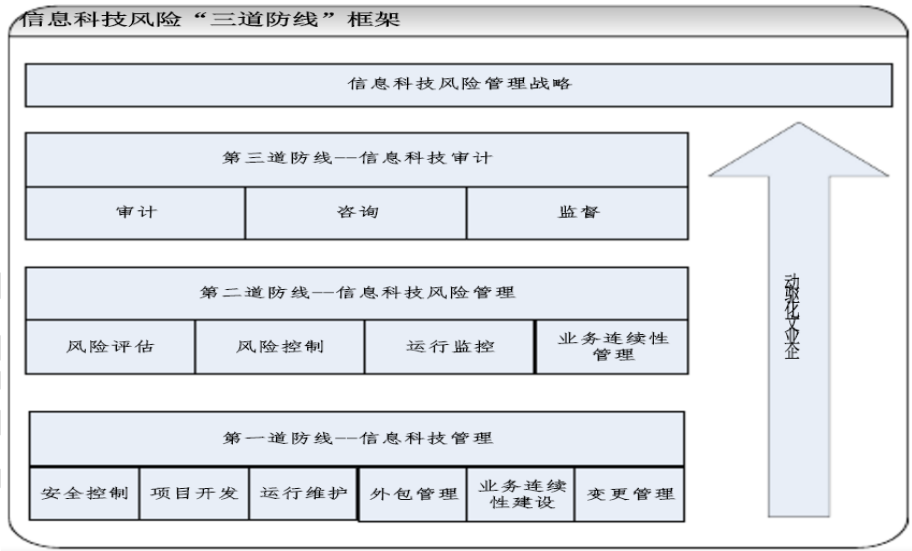 信息科技风险“三道防线”框架
信息科技风险管理战略
第三道防线--信息科技审计
审计
咨询
监督
第二道防线--信息科技风险管理
风险评估
风险控制
运行监控
业务连续性
管理
第一道防线--信息科技管理
安全控制
项目开发
运行维护
外包管理
业务连续
性建设
变更管理
动驱化文业企